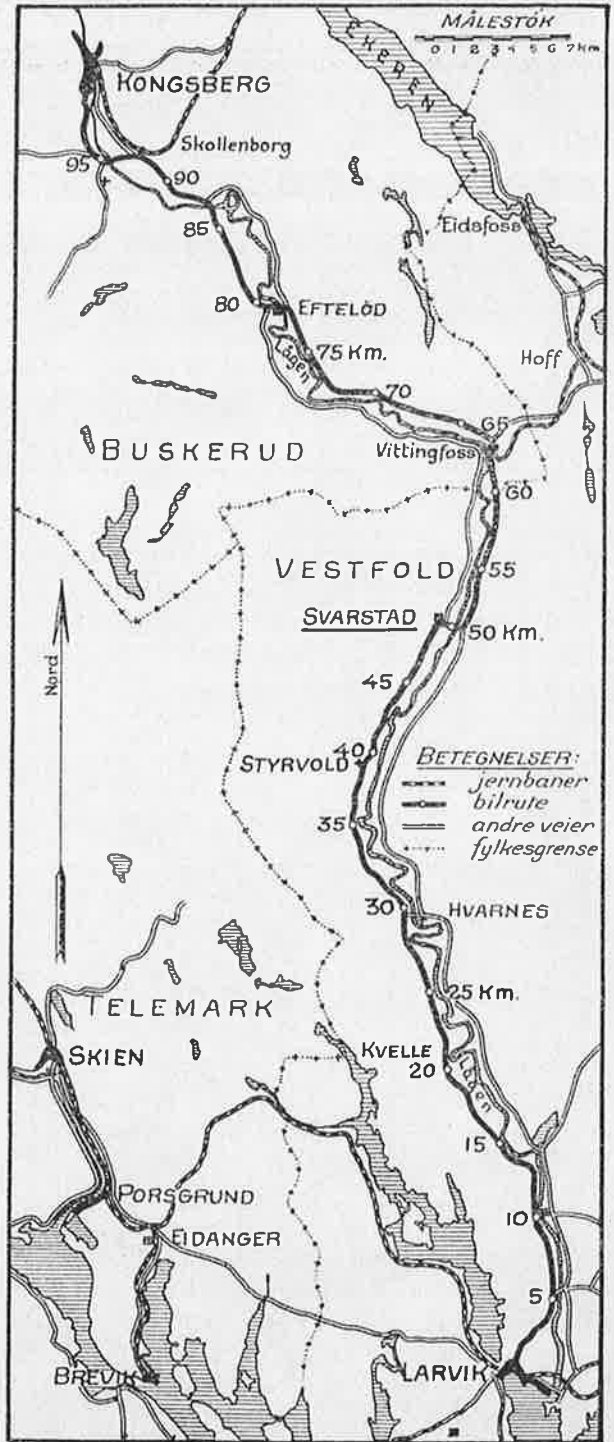 MÅLESTÖK
0 1 2 3 4 5 6 7 km
EKEREN
KONGSBERG
Skollenborg
95
90
85
Eidsfoss
80
EFTELÖD
75 Km.
Lågen
Hoff
70
65
BUSKERUD
Vittingfoss
60
VESTFOLD
55
SVARSTAD
50 Km.
Nord
45
40
STYRVOLD
BETEGNELSER:
jernbaner
bilrute
andre veier
fylkesgrense
35
30
HVARNES
25 Km.
TELEMARK
KVELLE
20
Lågen
SKIEN
15
PORSGRUND
10
EIDANGER
5
BREVIK
LARVIK